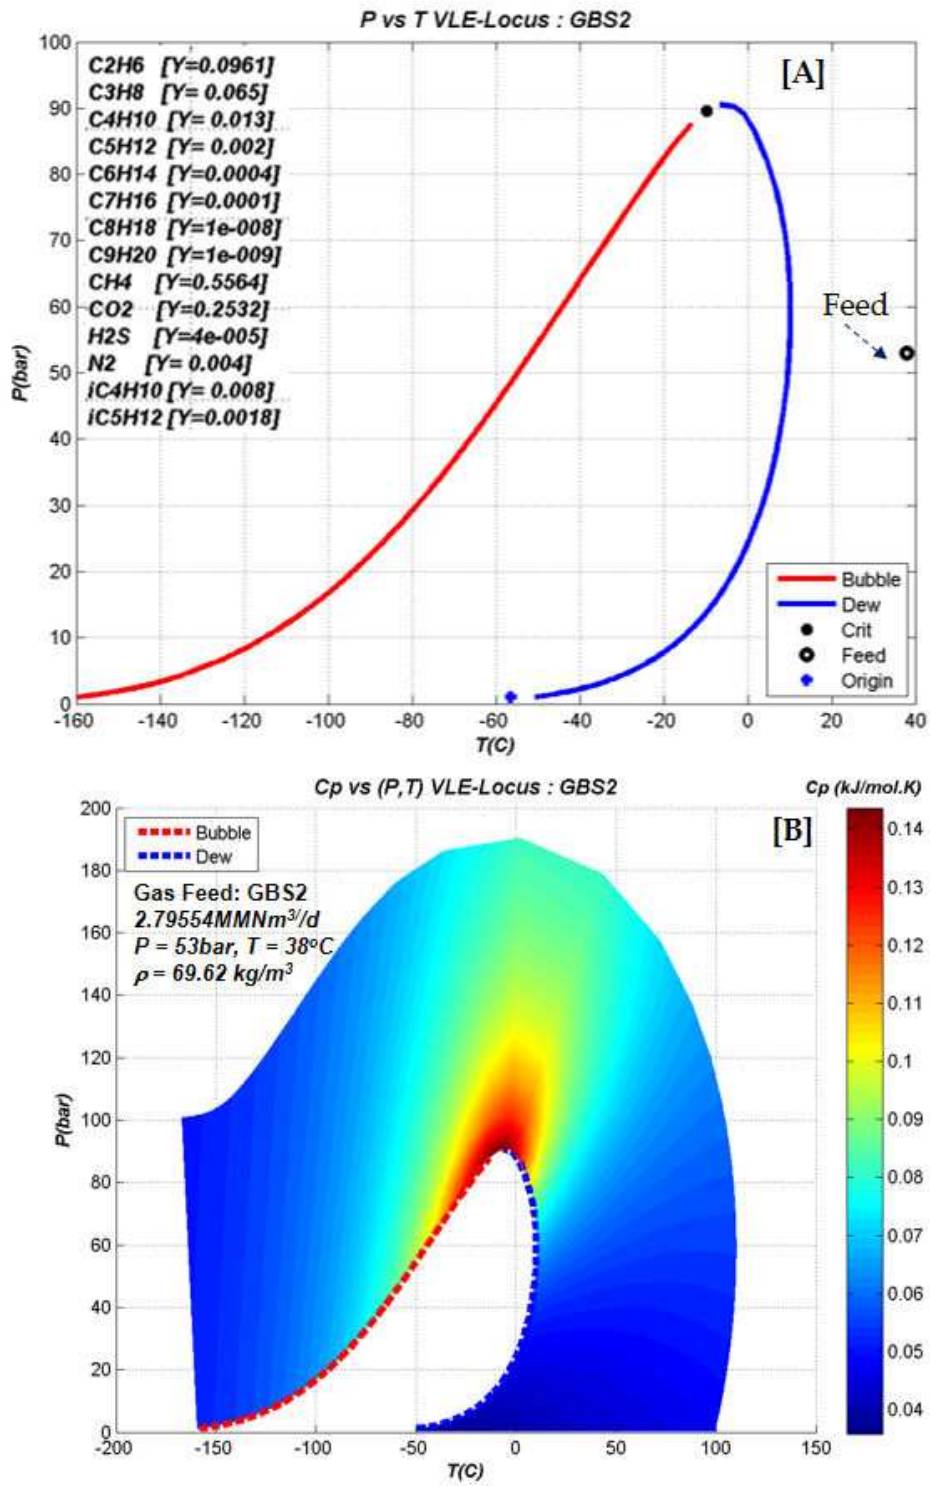 P vs T VLE-Locus : GBS2
[A]
C2H6 [Y=0.0961]
C3H8 [Y= 0.065]
C4H10 [Y= 0.013]
C5H12 [Y= 0.002]
C6H14 [Y=0.0004]
C7H16 [Y=0.0001]
C8H18 [Y=1e-008]
C9H20 [Y=1e-009]
CH4 [Y=0.5564]
CO2 [Y=0.2532]
H2S [Y=4e-005]
N2 [Y= 0.004]
iC4H10 [Y= 0.008]
iC5H12 [Y=0.0018]
Feed
P(bar)
100
90
80
70
60
50
40
30
20
10
0
Bubble
Dew
Crit
Feed
Origin
-160 -140 -120 -100 -80 -60 -40 -20 0 20 40
T(C)
Cp vs (P,T) VLE-Locus : GBS2
Cp (kJ/mol.K)
[B]
Bubble
Dew
Gas Feed: GBS2
2.79554MMNm³/d
P = 53bar, T = 38°C
ρ = 69.62 kg/m³
P(bar)
200
180
160
140
120
100
80
60
40
20
0
-200 -150 -100 -50 0 50 100 150
T(C)
0.14
0.13
0.12
0.11
0.1
0.09
0.08
0.07
0.06
0.05
0.04